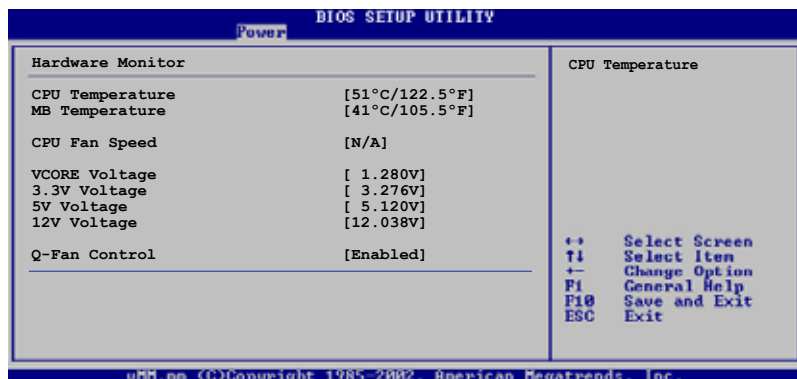 BIOS SETUP UTILITY
Power
Hardware Monitor
CPU Temperature [51°C/122.5°F]
MB Temperature [41°C/105.5°F]
CPU Fan Speed [N/A]
VCORE Voltage [ 1.280V]
3.3V Voltage [ 3.276V]
5V Voltage [ 5.120V]
12V Voltage [12.038V]
Q-Fan Control [Enabled]
CPU Temperature
↔ Select Screen
↑↓ Select Item
+- Change Option
F1 General Help
F10 Save and Exit
ESC Exit
(C)Copyright 1985-2002, American Megatrends, Inc.